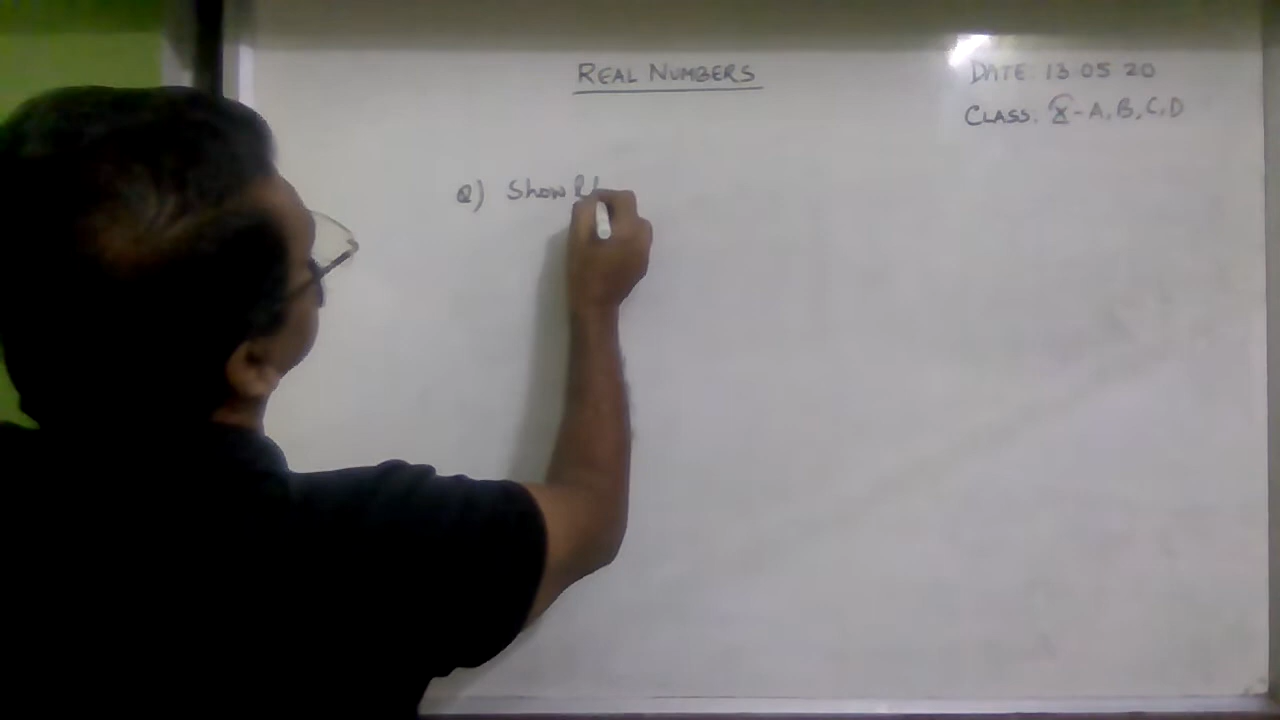 REAL NUMBERS
DATE: 13 05 20
CLASS: X - A, B, C, D
Q) Show